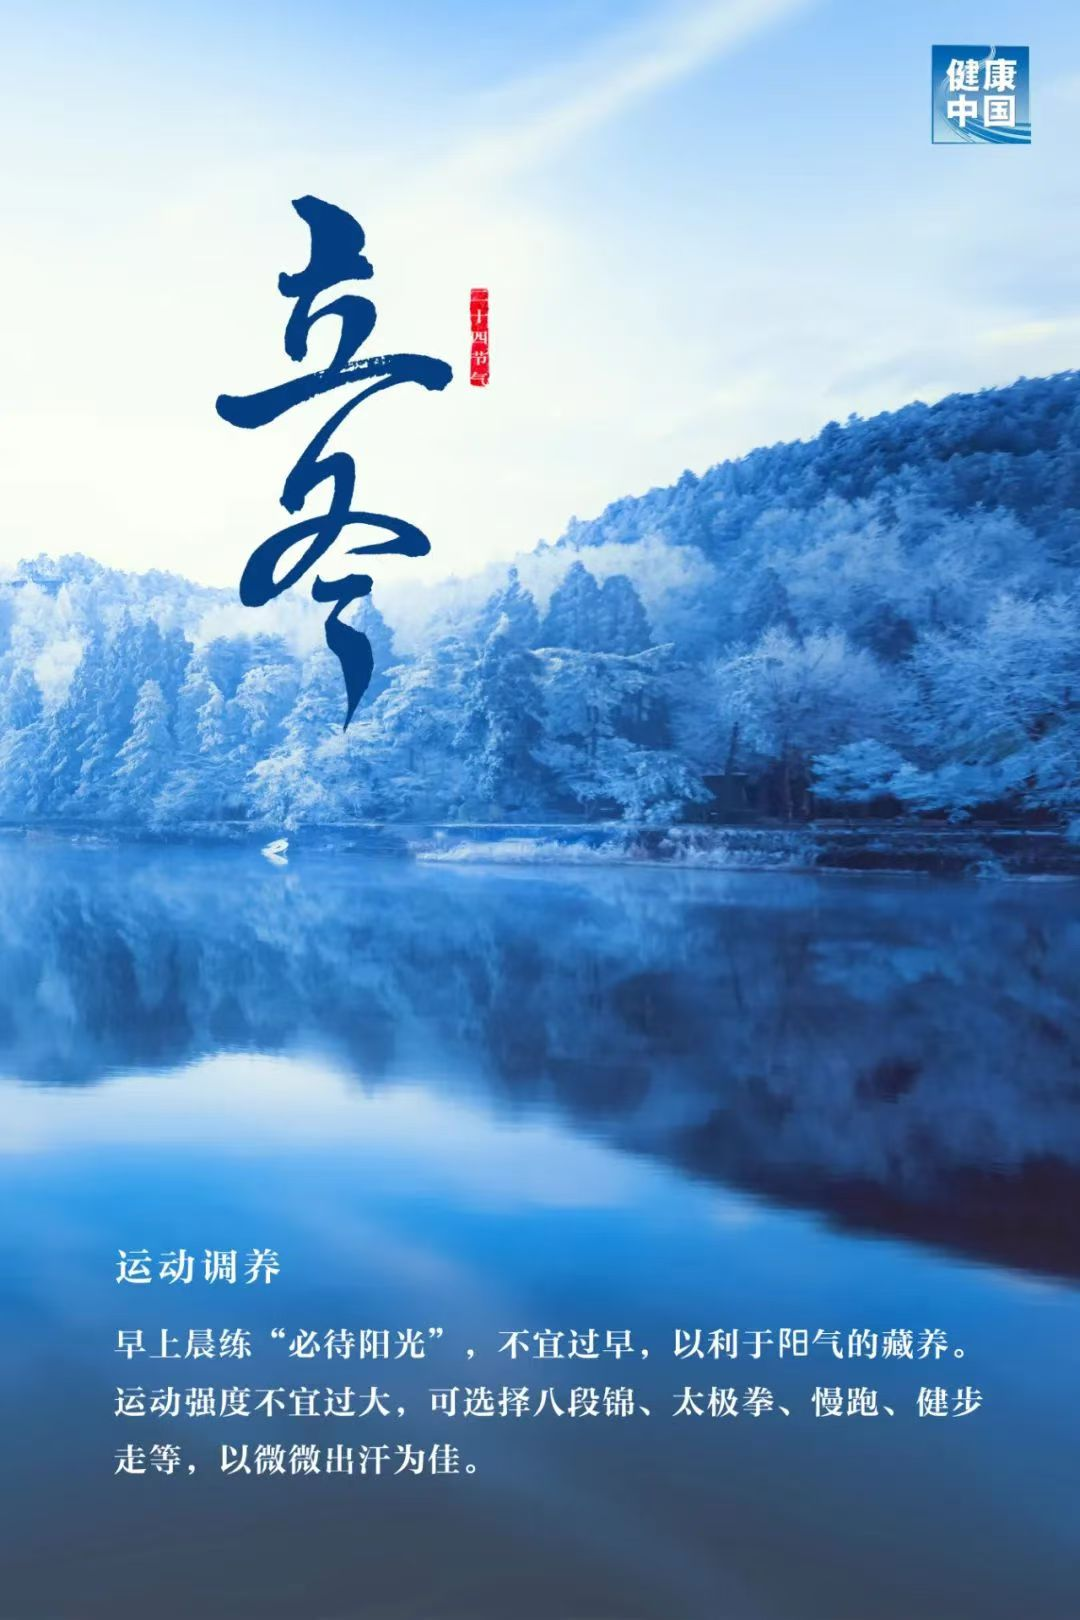 健康
中国
立冬
二十四节气
运动调养
早上晨练“必待阳光”，不宜过早，以利于阳气的藏养。
运动强度不宜过大，可选择八段锦、太极拳、慢跑、健步
走等，以微微出汗为佳。